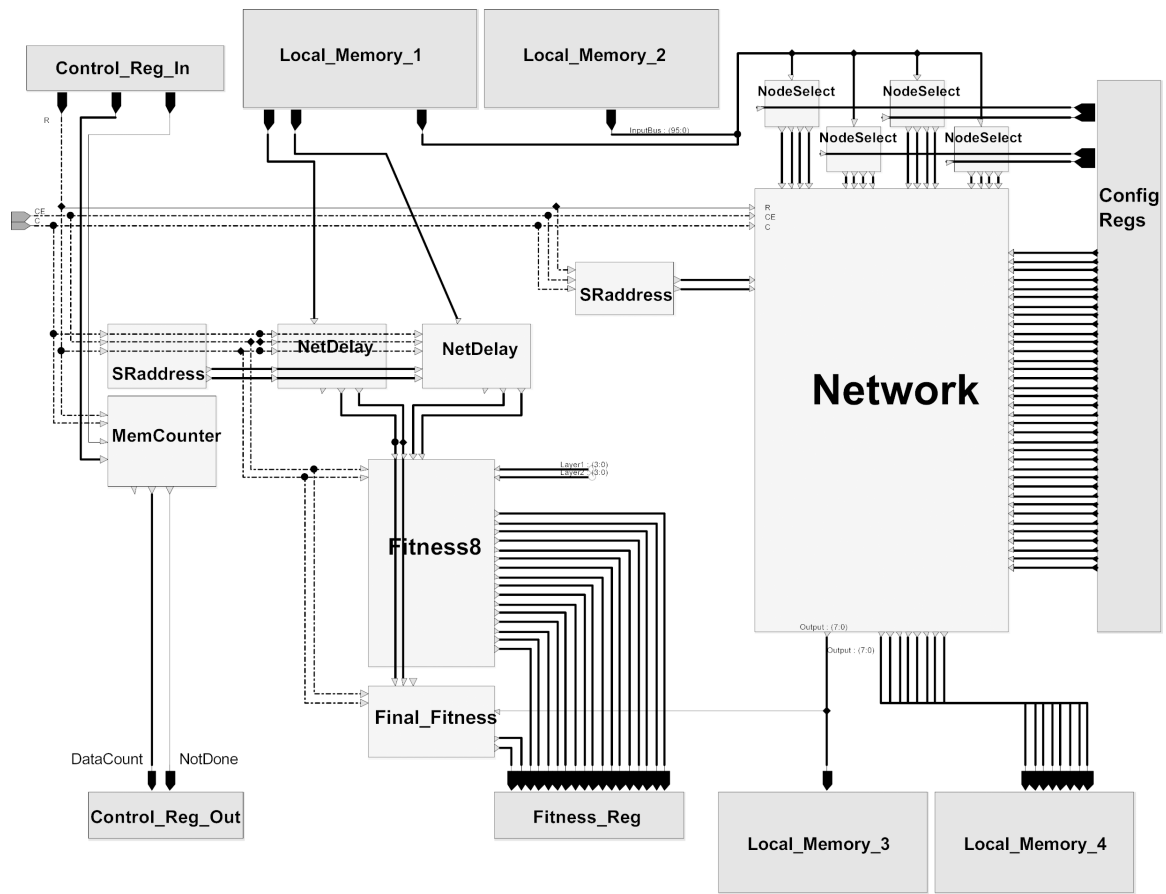 Control_Reg_In
Local_Memory_1
Local_Memory_2
R
InputBus : (95:0)
NodeSelect
NodeSelect
NodeSelect
NodeSelect
Config
Regs
CE
C
R
CE
C
SRaddress
Network
SRaddress
NetDelay
NetDelay
MemCounter
Layer1 : (3:0)
Layer2 : (3:0)
Fitness8
Output : (7:0)
Output : (7:0)
Final_Fitness
DataCount
NotDone
Control_Reg_Out
Fitness_Reg
Local_Memory_3
Local_Memory_4